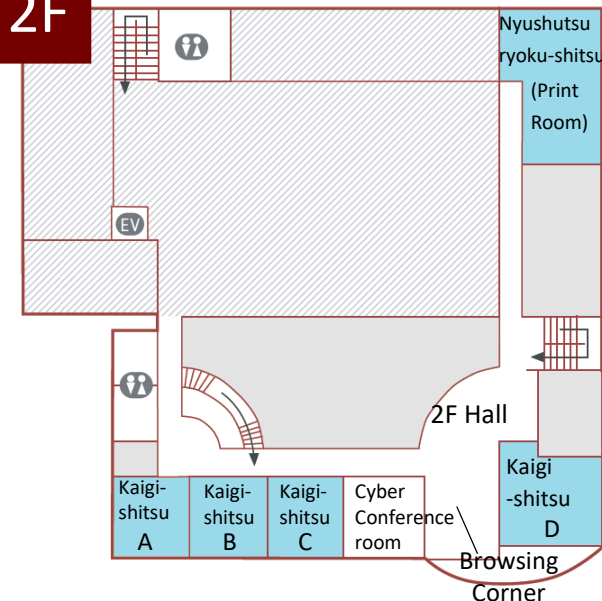 2F
Nyushutsu
ryoku-shitsu
(Print
Room)
EV
2F Hall
Kaigi-
shitsu
A
Kaigi-
shitsu
B
Kaigi-
shitsu
C
Cyber
Conference
room
Kaigi
-shitsu
D
Browsing
Corner